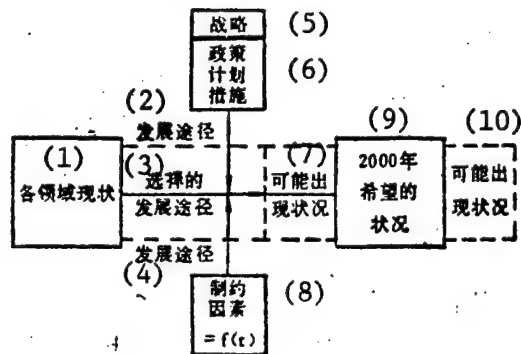 战略
(5)
政策
计划
措施
(6)
(2)
发展途径
(1)
各领域现状
(3)
选择的
发展途径
(7)
可能出
现状况
(9)
2000年
希望的
状况
(10)
可能出
现状况
(4)
发展途径
制约
因素
=f(t)
(8)